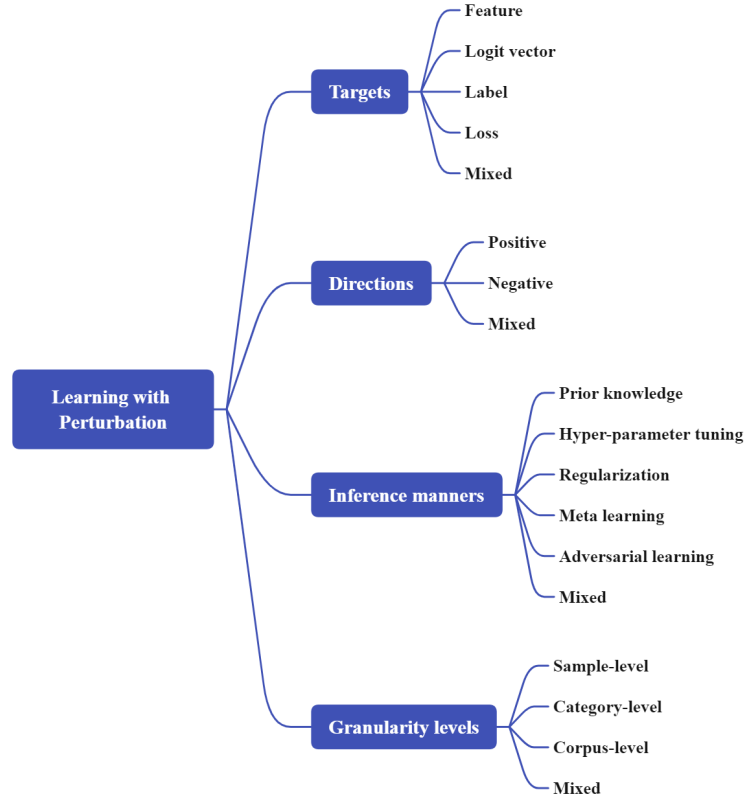 Learning with
Perturbation
Targets
Feature
Logit vector
Label
Loss
Mixed
Directions
Positive
Negative
Mixed
Inference manners
Prior knowledge
Hyper-parameter tuning
Regularization
Meta learning
Adversarial learning
Mixed
Granularity levels
Sample-level
Category-level
Corpus-level
Mixed